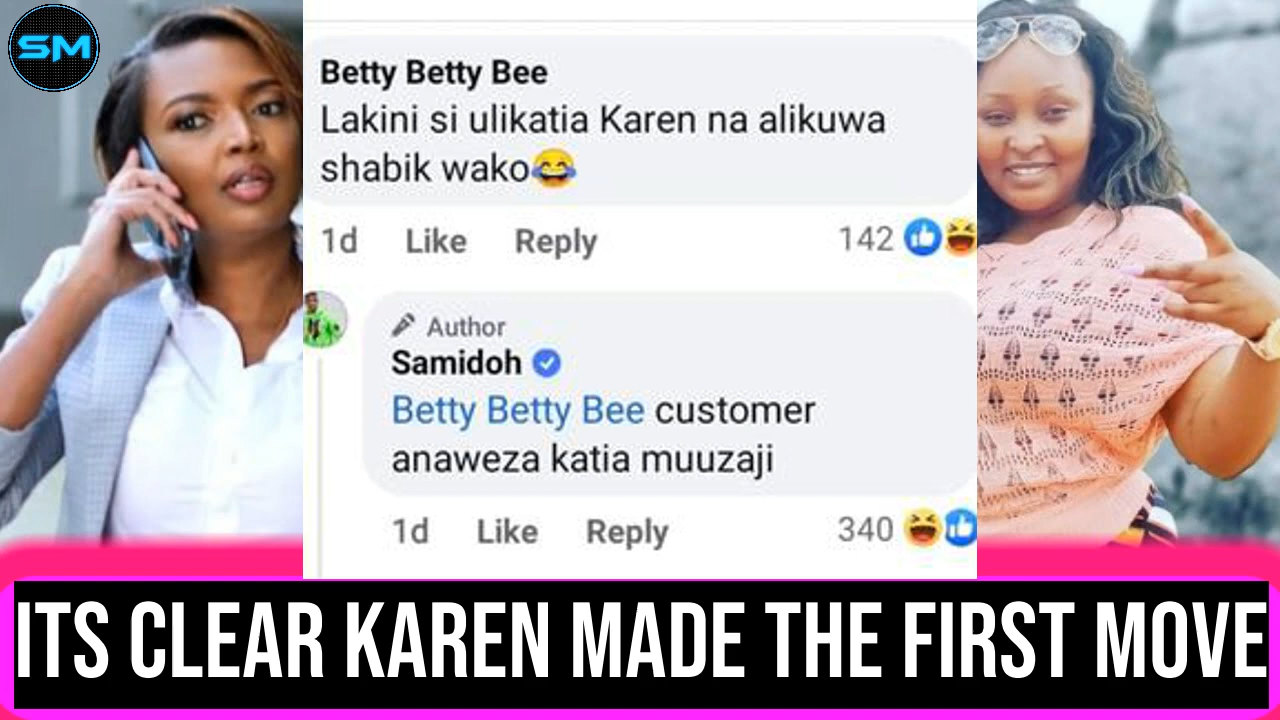 SM
Betty Betty Bee
Lakini si ulikatia Karen na alikuwa
shabik wako😂
1d Like Reply 142
Author
Samidoh
Betty Betty Bee customer
anaweza katia muuzaji
1d Like Reply 340
ITS CLEAR KAREN MADE THE FIRST MOVE